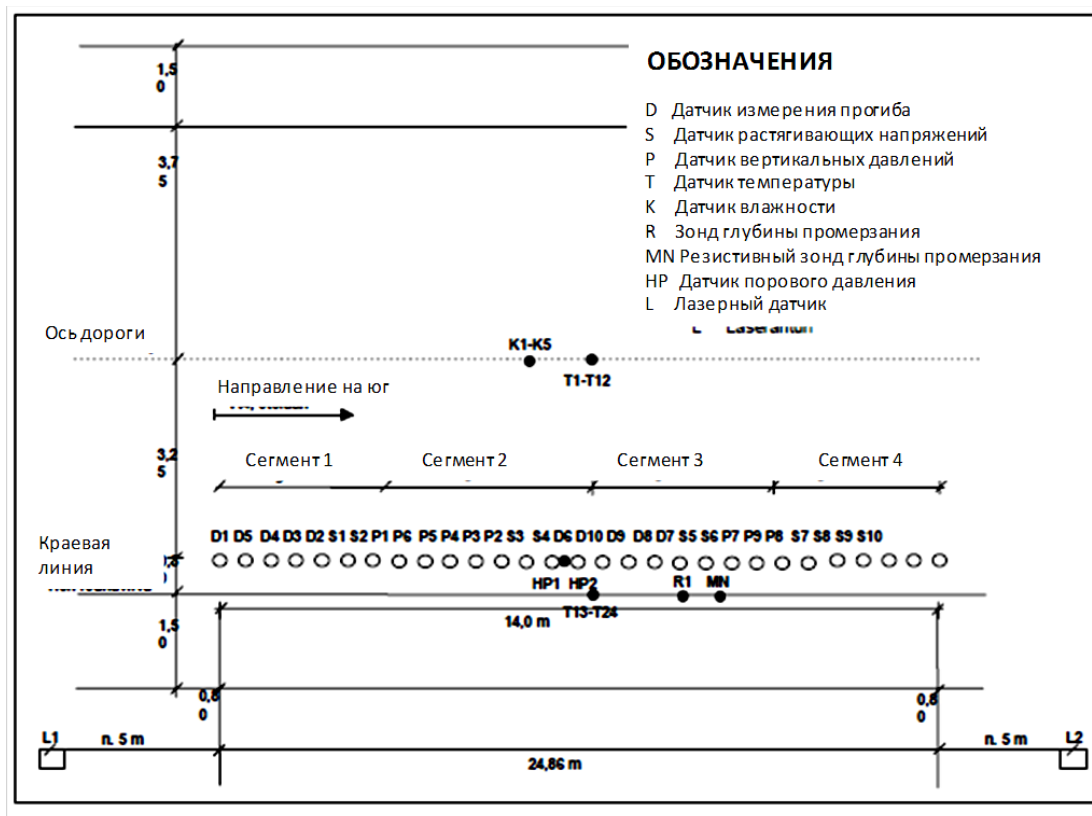 ОБОЗНАЧЕНИЯ
D Датчик измерения прогиба
S Датчик растягивающих напряжений
P Датчик вертикальных давлений
T Датчик температуры
K Датчик влажности
R Зонд глубины промерзания
MN Резистивный зонд глубины промерзания
HP Датчик порового давления
L Лазерный датчик
1,5
0
3,7
5
Ось дороги
K1-K5
T1-T12
Направление на юг
3,2
5
Сегмент 1 Сегмент 2 Сегмент 3 Сегмент 4
D1 D5 D4 D3 D2 S1 S2 P1 P6 P5 P4 P3 P2 S3 S4 D6 D10 D9 D8 D7 S5 S6 P7 P9 P8 S7 S8 S9 S10
Краевая
линия
HP1 HP2 R1 MN
T13-T24
14,0 m
1,5
0
0,8
0
0,8
0
L1 п. 5 m 24,86 m п. 5 m L2